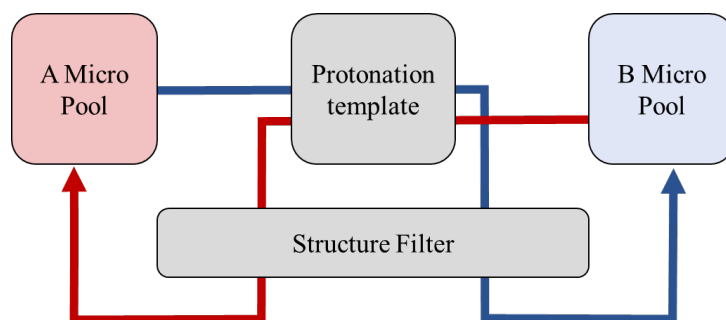 A Micro
Pool
Protonation
template
B Micro
Pool
Structure Filter